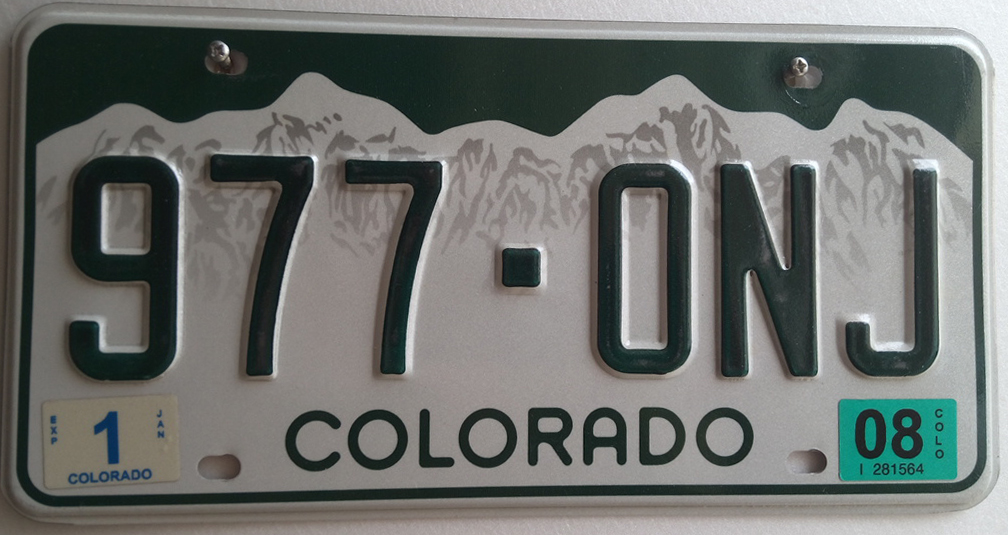 977·ONJ
EXP 1 JAN
COLORADO
COLORADO
08 COLO
I 281564